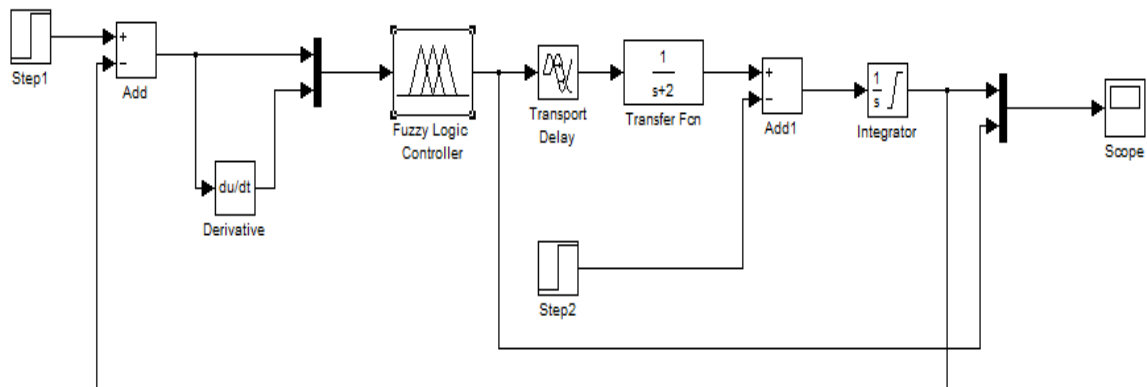 Step1
+
−
Add
du/dt
Derivative
Fuzzy Logic
Controller
Transport
Delay
1
s+2
Transfer Fcn
+
−
Add1
1
s
Integrator
Scope
Step2